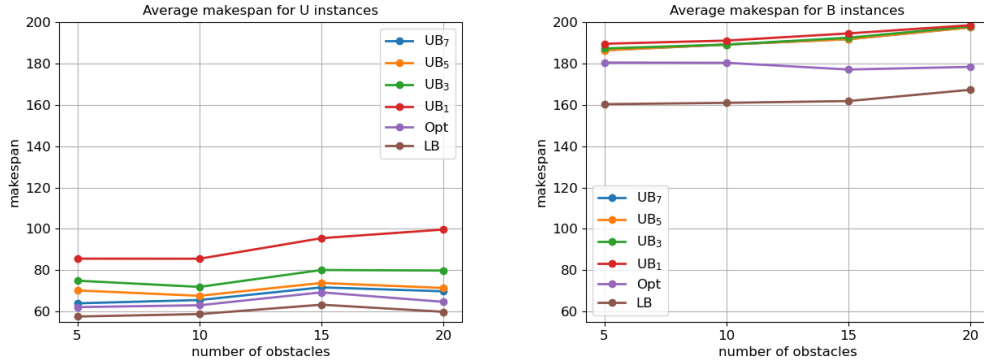 Average makespan for U instances
200
180
160
140
120
100
80
60
makespan
5
10
15
20
number of obstacles
UB₇
UB₅
UB₃
UB₁
Opt
LB
Average makespan for B instances
200
180
160
140
120
100
80
60
makespan
5
10
15
20
number of obstacles
UB₇
UB₅
UB₃
UB₁
Opt
LB